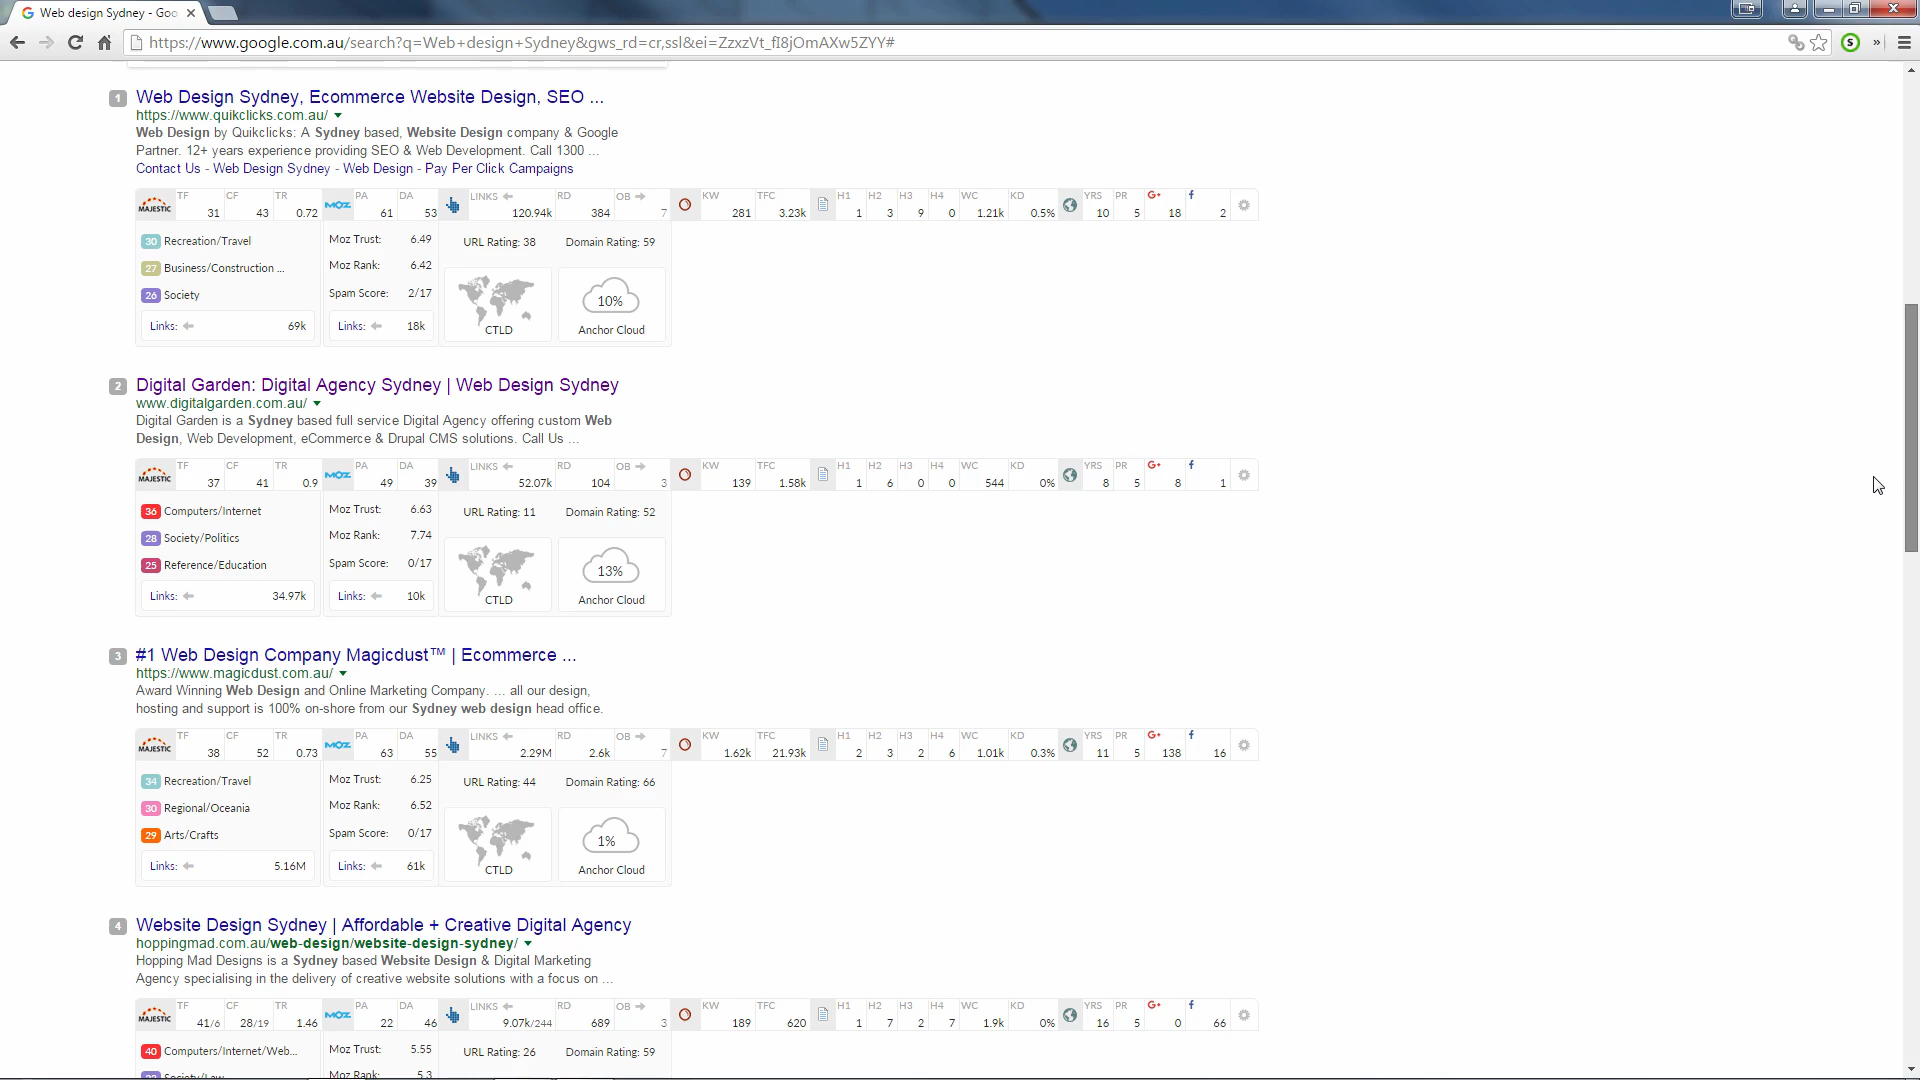 Web design Sydney - Goo
https://www.google.com.au/search?q=Web+design+Sydney&gws_rd=cr,ssl&ei=ZzxzVt_fI8jOmAXw5ZYY#
1 Web Design Sydney, Ecommerce Website Design, SEO ...
https://www.quikclicks.com.au/
Web Design by Quikclicks: A Sydney based, Website Design company & Google
Partner. 12+ years experience providing SEO & Web Development. Call 1300 ...
Contact Us - Web Design Sydney - Web Design - Pay Per Click Campaigns
MAJESTIC TF 31 CF 43 TR 0.72 MOZ PA 61 DA 53 LINKS 120.94k RD 384 OB 7 KW 281 TFC 3.23k H1 1 H2 3 H3 9 H4 0 WC 1.21k KD 0.5% YRS 10 PR 5 G+ 18 f 2
30 Recreation/Travel Moz Trust: 6.49 URL Rating: 38 Domain Rating: 59
27 Business/Construction ... Moz Rank: 6.42
26 Society Spam Score: 2/17 10%
Links: 69k Links: 18k CTLD Anchor Cloud
2 Digital Garden: Digital Agency Sydney | Web Design Sydney
www.digitalgarden.com.au/
Digital Garden is a Sydney based full service Digital Agency offering custom Web
Design, Web Development, eCommerce & Drupal CMS solutions. Call Us ...
MAJESTIC TF 37 CF 41 TR 0.9 MOZ PA 49 DA 39 LINKS 52.07k RD 104 OB 3 KW 139 TFC 1.58k H1 1 H2 6 H3 0 H4 0 WC 544 KD 0% YRS 8 PR 5 G+ 8 f 1
36 Computers/Internet Moz Trust: 6.63 URL Rating: 11 Domain Rating: 52
28 Society/Politics Moz Rank: 7.74
25 Reference/Education Spam Score: 0/17 13%
Links: 34.97k Links: 10k CTLD Anchor Cloud
3 #1 Web Design Company Magicdust™ | Ecommerce ...
https://www.magicdust.com.au/
Award Winning Web Design and Online Marketing Company. ... all our design,
hosting and support is 100% on-shore from our Sydney web design head office.
MAJESTIC TF 38 CF 52 TR 0.73 MOZ PA 63 DA 55 LINKS 2.29M RD 2.6k OB 7 KW 1.62k TFC 21.93k H1 2 H2 3 H3 2 H4 6 WC 1.01k KD 0.3% YRS 11 PR 5 G+ 138 f 16
34 Recreation/Travel Moz Trust: 6.25 URL Rating: 44 Domain Rating: 66
30 Regional/Oceania Moz Rank: 6.52
29 Arts/Crafts Spam Score: 0/17 1%
Links: 5.16M Links: 61k CTLD Anchor Cloud
4 Website Design Sydney | Affordable + Creative Digital Agency
hoppingmad.com.au/web-design/website-design-sydney/
Hopping Mad Designs is a Sydney based Website Design & Digital Marketing
Agency specialising in the delivery of creative website solutions with a focus on ...
MAJESTIC TF 41/6 CF 28/19 TR 1.46 MOZ PA 22 DA 46 LINKS 9.07k/244 RD 689 OB 3 KW 189 TFC 620 H1 1 H2 7 H3 2 H4 7 WC 1.9k KD 0% YRS 16 PR 5 G+ 0 f 66
40 Computers/Internet/Web... Moz Trust: 5.55 URL Rating: 26 Domain Rating: 59
Society/Law Moz Rank: 5.3